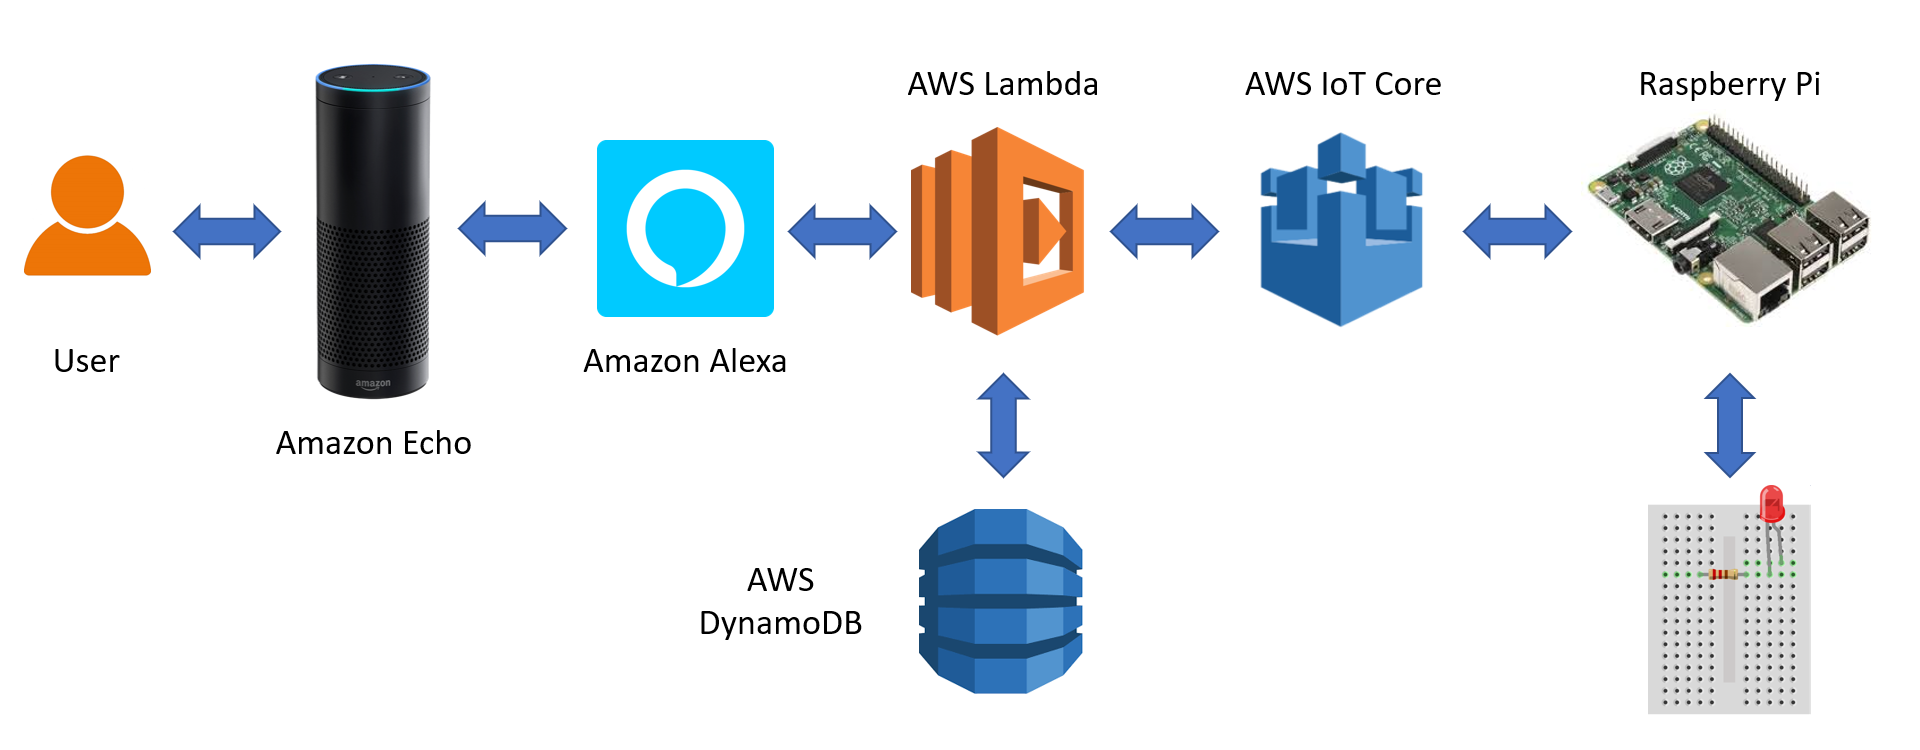 AWS Lambda
AWS IoT Core
Raspberry Pi
User
amazon
Amazon Echo
Amazon Alexa
AWS
DynamoDB